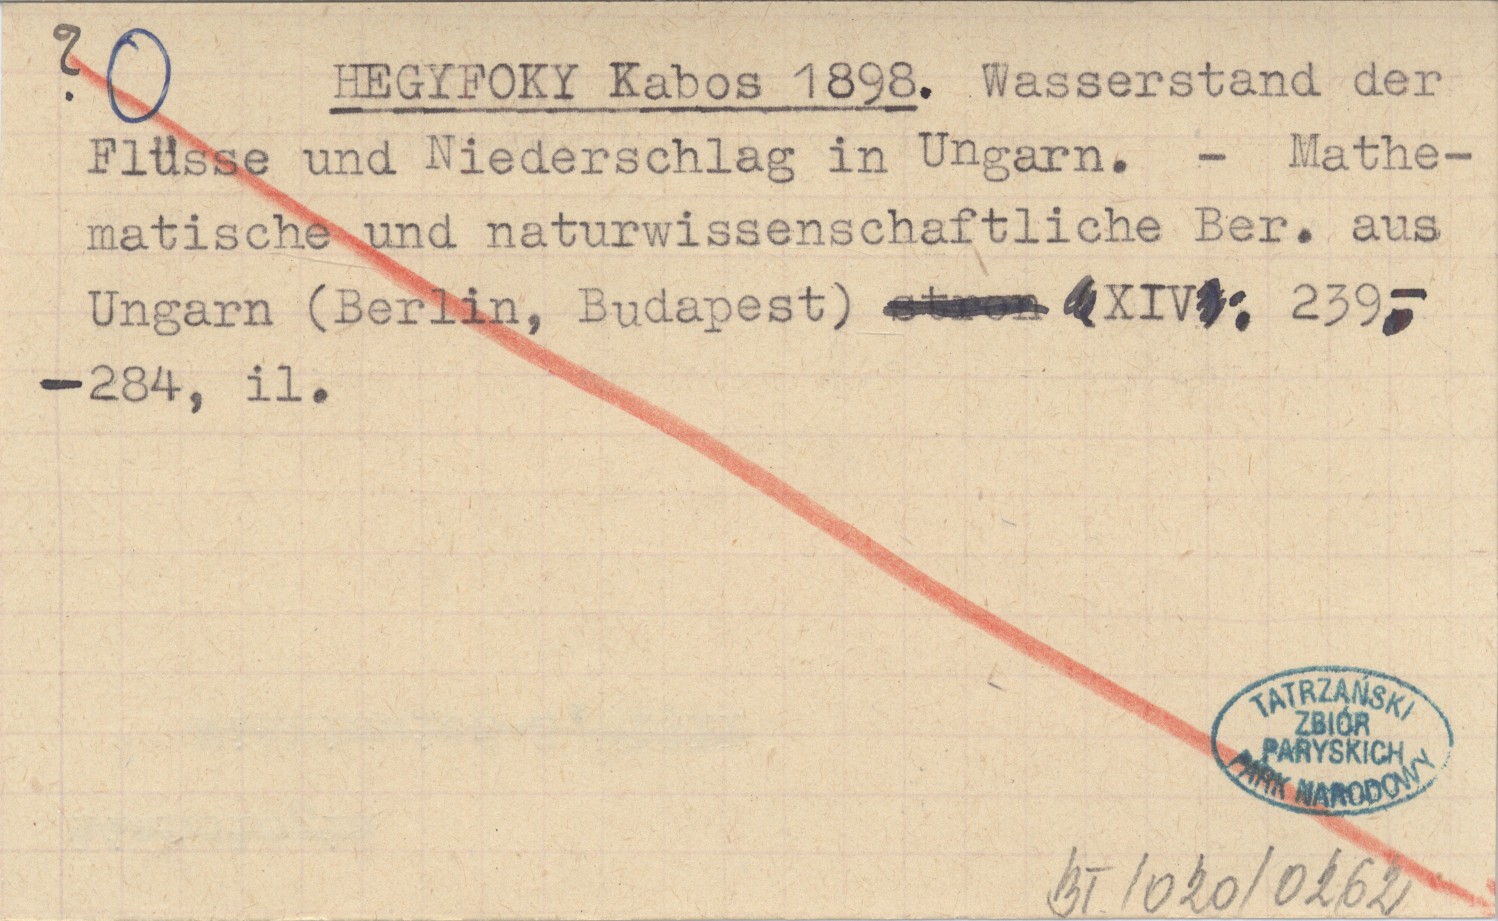 ?
HEGYFOKY Kabos 1898. Wasserstand der
Flüsse und Niederschlag in Ungarn. - Mathe-
matische und naturwissenschaftliche Ber. aus
Ungarn (Berlin, Budapest) XIV: 239-
-284, il.
TATRZAŃSKI
ZBIÓR
PARYSKICH
PARK NARODOWY
BT/020/0262